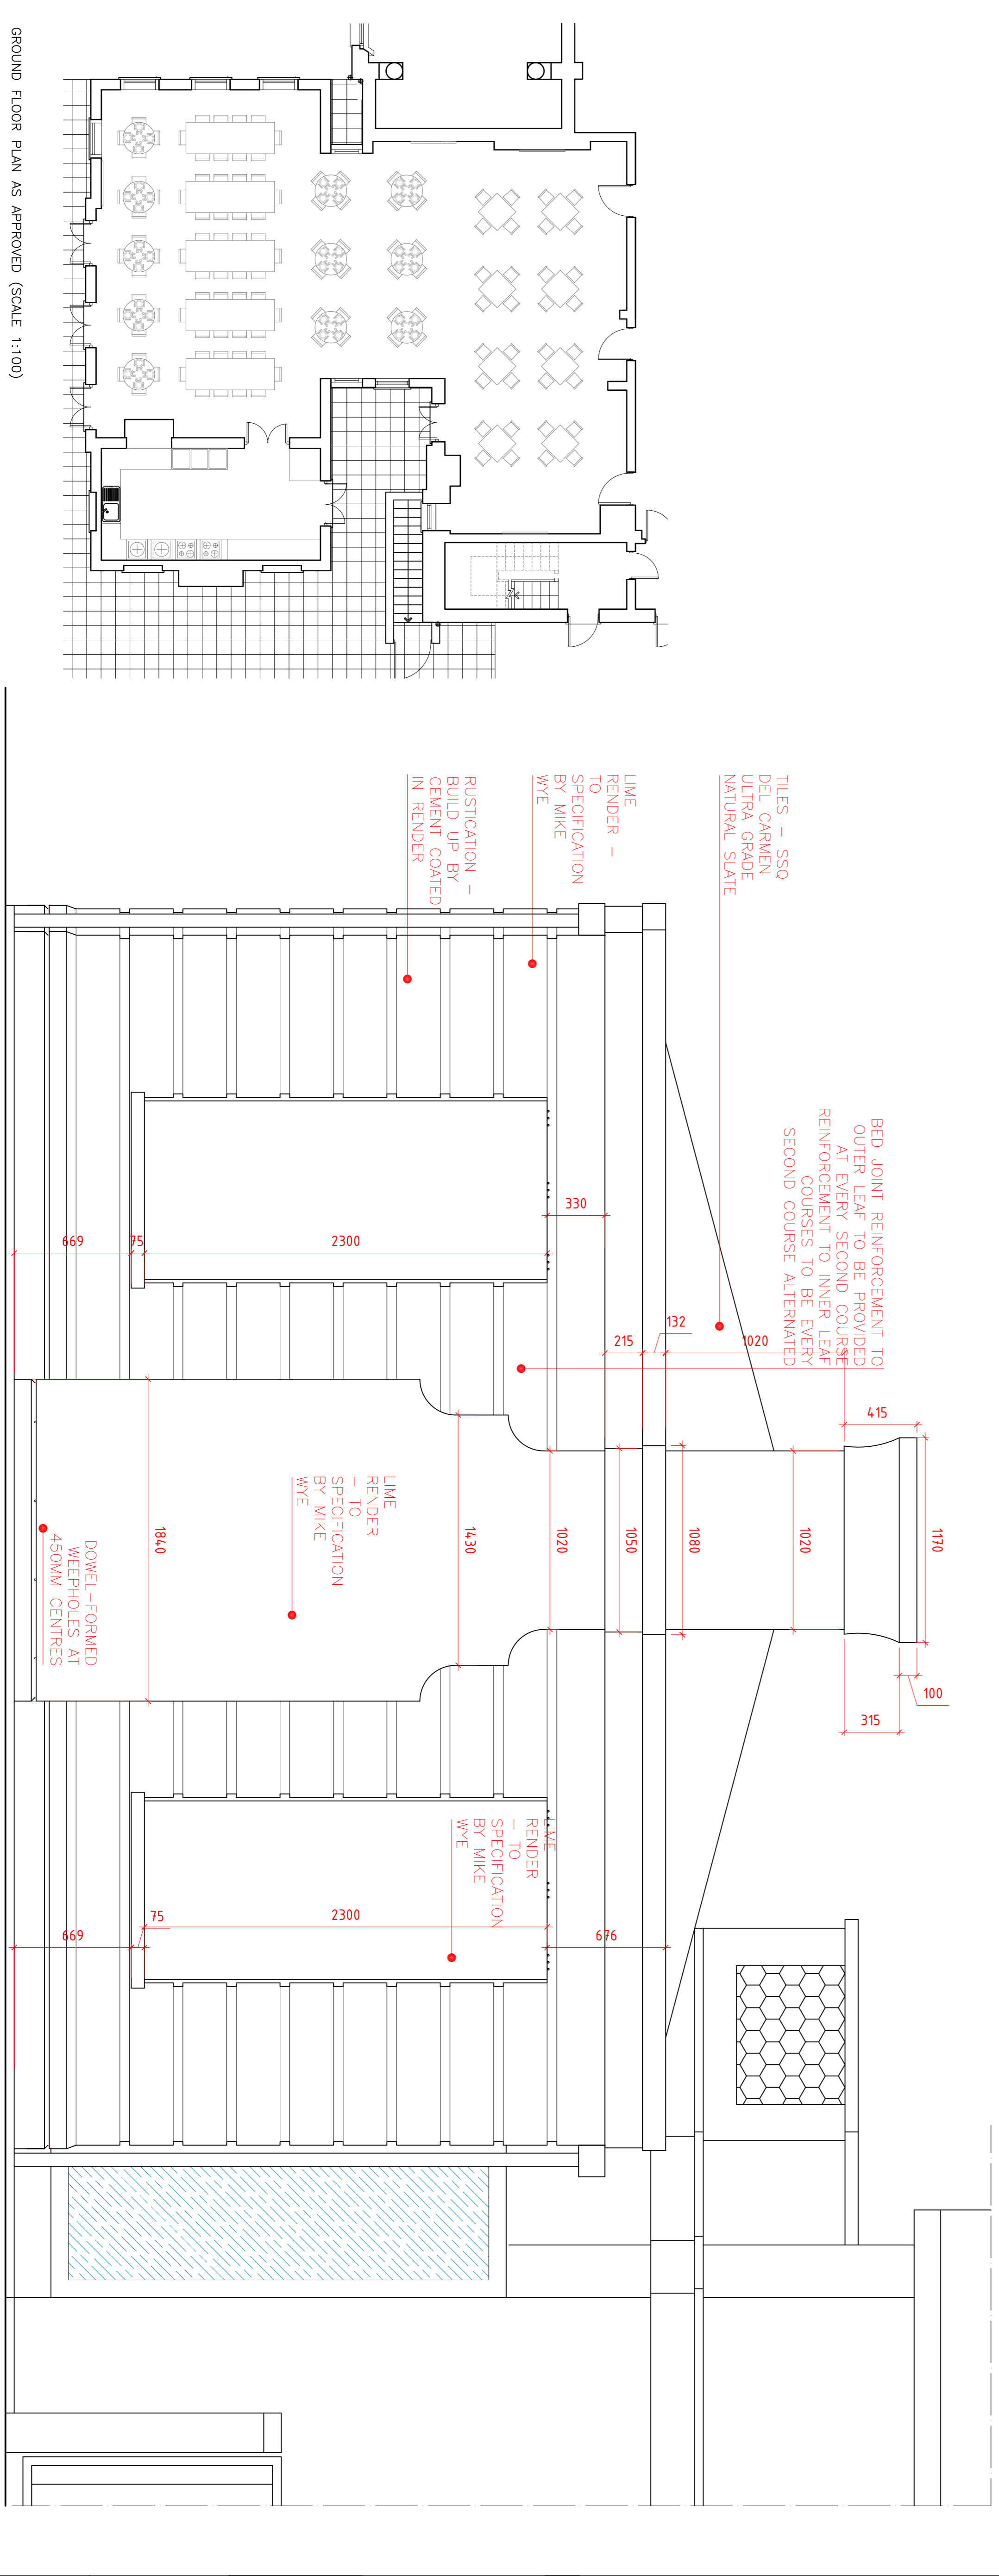 GROUND FLOOR PLAN AS APPROVED (SCALE 1:100)
TILES – SSQ
DEL CARMEN
ULTRA GRADE
NATURAL SLATE
LIME
RENDER –
TO
SPECIFICATION
BY MIKE
WYE
RUSTICATION –
BUILD UP BY
CEMENT COATED
IN RENDER
BED JOINT REINFORCEMENT TO
OUTER LEAF TO BE PROVIDED
AT EVERY SECOND COURSE
REINFORCEMENT TO INNER LEAF
COURSES TO BE EVERY
SECOND COURSE ALTERNATED
330
669
75
2300
132
215
1020
415
1170
1020
1080
1050
1020
1430
1840
LIME
RENDER
– TO
SPECIFICATION
BY MIKE
WYE
DOWEL–FORMED
WEEPHOLES AT
450MM CENTRES
100
315
LIME
RENDER
– TO
SPECIFICATION
BY MIKE
WYE
676
2300
75
669